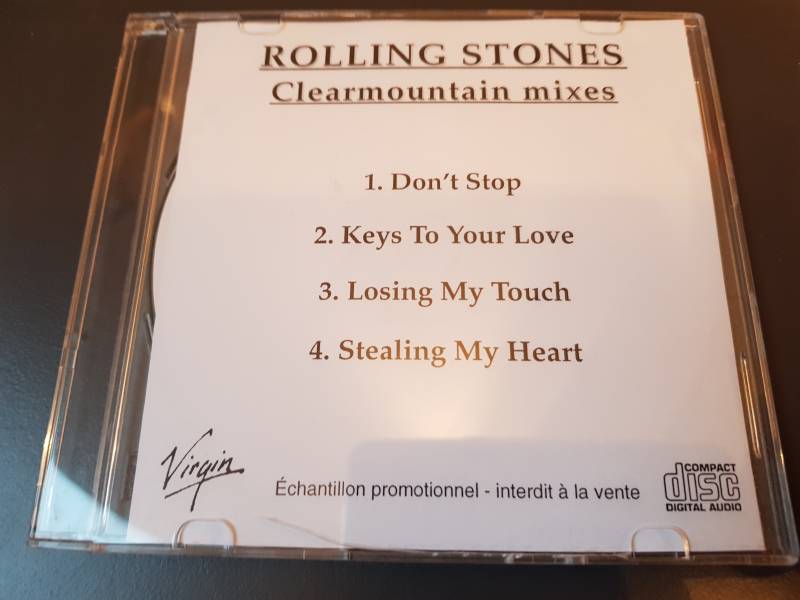 ROLLING STONES
Clearmountain mixes
1. Don't Stop
2. Keys To Your Love
3. Losing My Touch
4. Stealing My Heart
Virgin
Échantillon promotionnel - interdit à la vente
COMPACT
disc
DIGITAL AUDIO